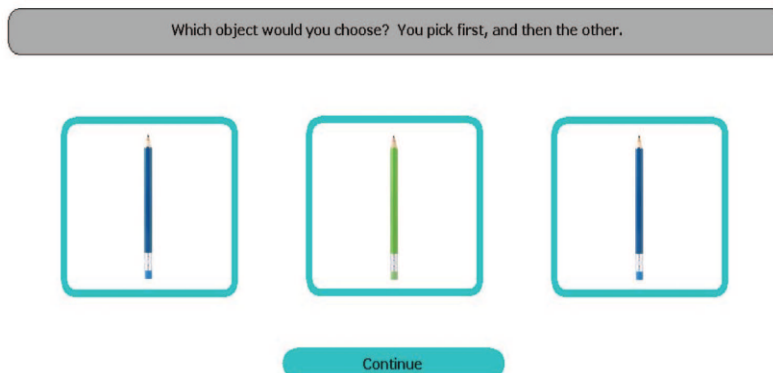 Which object would you choose? You pick first, and then the other.
Continue